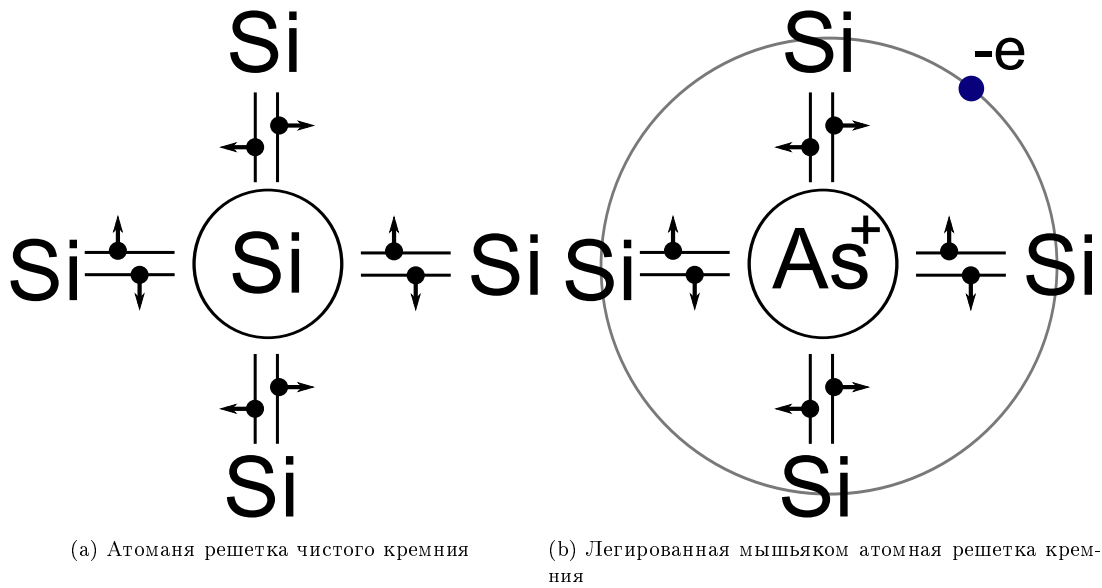 Si
Si
-e
Si
Si
Si
Si
As+
Si
Si
Si
(a) Атоманя решетка чистого кремния
(b) Легированная мышьяком атомная решетка крем-
ния